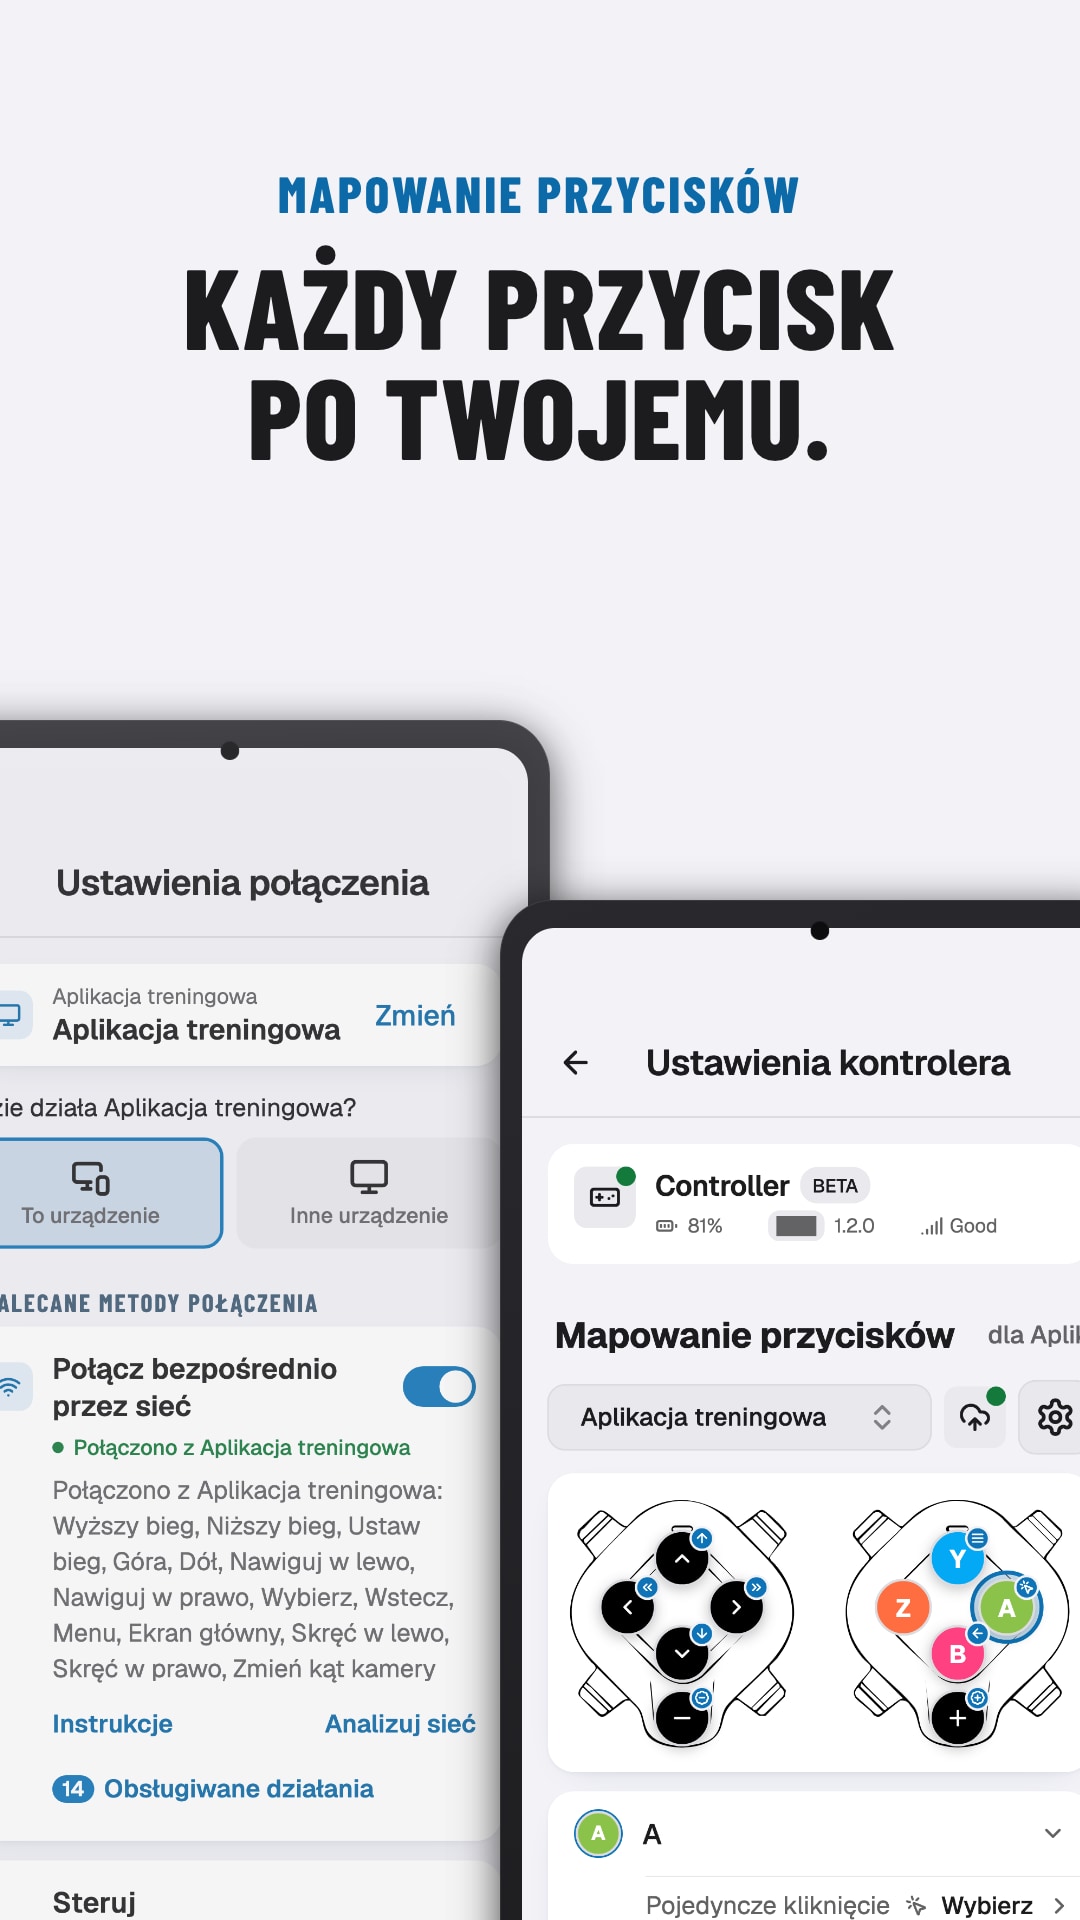 MAPOWANIE PRZYCISKÓW
KAŻDY PRZYCISK
PO TWOJEMU.
Ustawienia połączenia
Aplikacja treningowa
Aplikacja treningowa
Zmień
zie działa Aplikacja treningowa?
To urządzenie
Inne urządzenie
ALECANE METODY POŁĄCZENIA
Połącz bezpośrednio
przez sieć
Połączono z Aplikacja treningowa
Połączono z Aplikacja treningowa:
Wyższy bieg, Niższy bieg, Ustaw
bieg, Góra, Dół, Nawiguj w lewo,
Nawiguj w prawo, Wybierz, Wstecz,
Menu, Ekran główny, Skręć w lewo,
Skręć w prawo, Zmień kąt kamery
Instrukcje
Analizuj sieć
14 Obsługiwane działania
Steruj
Ustawienia kontrolera
Controller BETA
81% 1.2.0 Good
Mapowanie przycisków
dla Aplik
Aplikacja treningowa
Y
Z
A
B
A
A
Pojedyncze kliknięcie
Wybierz